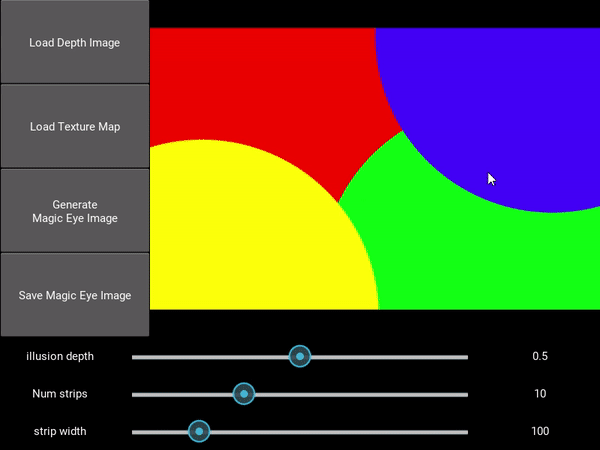 Load Depth Image
Load Texture Map
Generate
Magic Eye Image
Save Magic Eye Image
illusion depth
0.5
Num strips
10
strip width
100